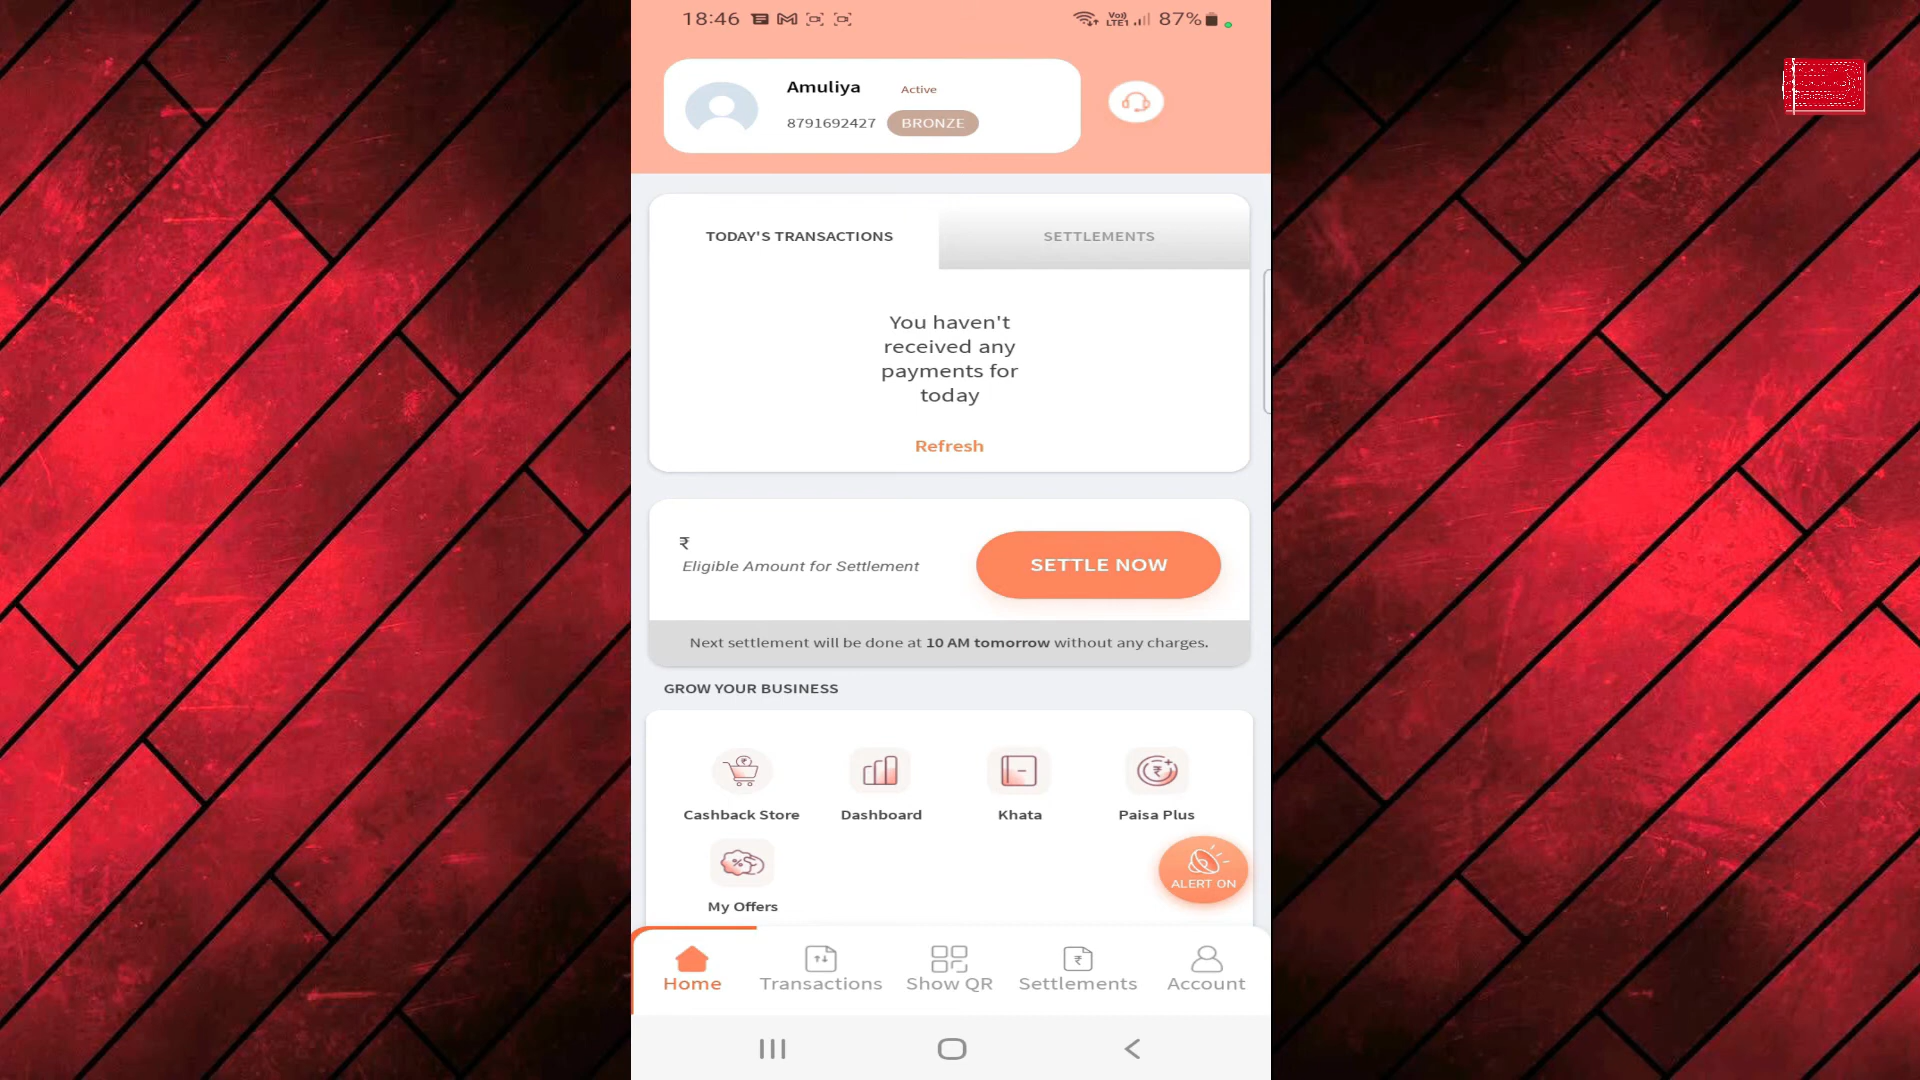 18:46
Vo))
LTE1
87%
Amuliya
Active
8791692427
BRONZE
TODAY'S TRANSACTIONS
SETTLEMENTS
You haven't
received any
payments for
today
Refresh
₹
Eligible Amount for Settlement
SETTLE NOW
Next settlement will be done at 10 AM tomorrow without any charges.
GROW YOUR BUSINESS
Cashback Store
Dashboard
Khata
Paisa Plus
My Offers
ALERT ON
Home
Transactions
Show QR
Settlements
Account